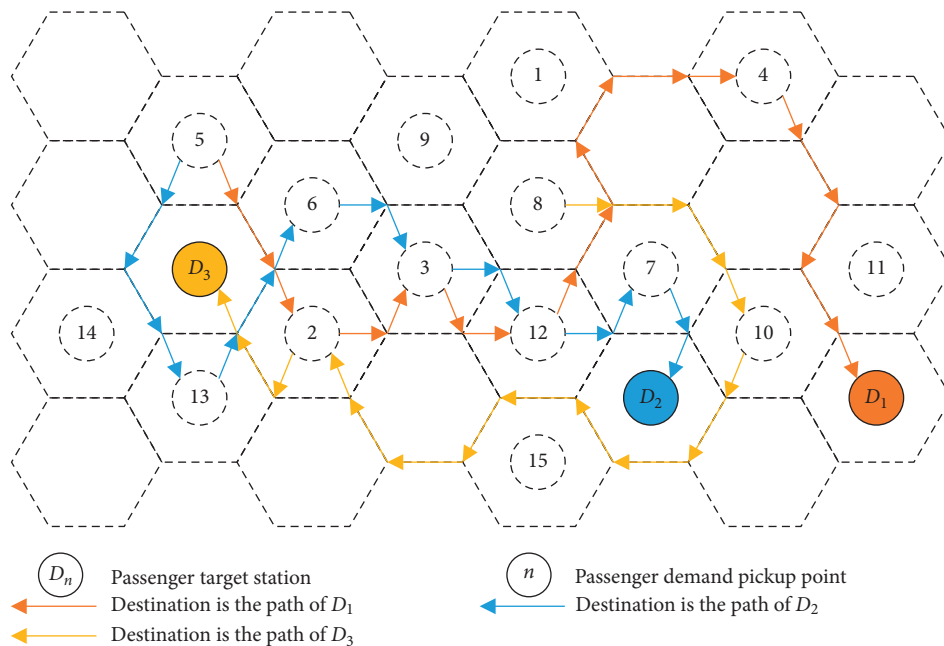 1
4
5
9
6
8
D3
3
7
11
14
2
12
10
13
D2
D1
15
Dn
Passenger target station
n
Passenger demand pickup point
Destination is the path of D1
Destination is the path of D2
Destination is the path of D3